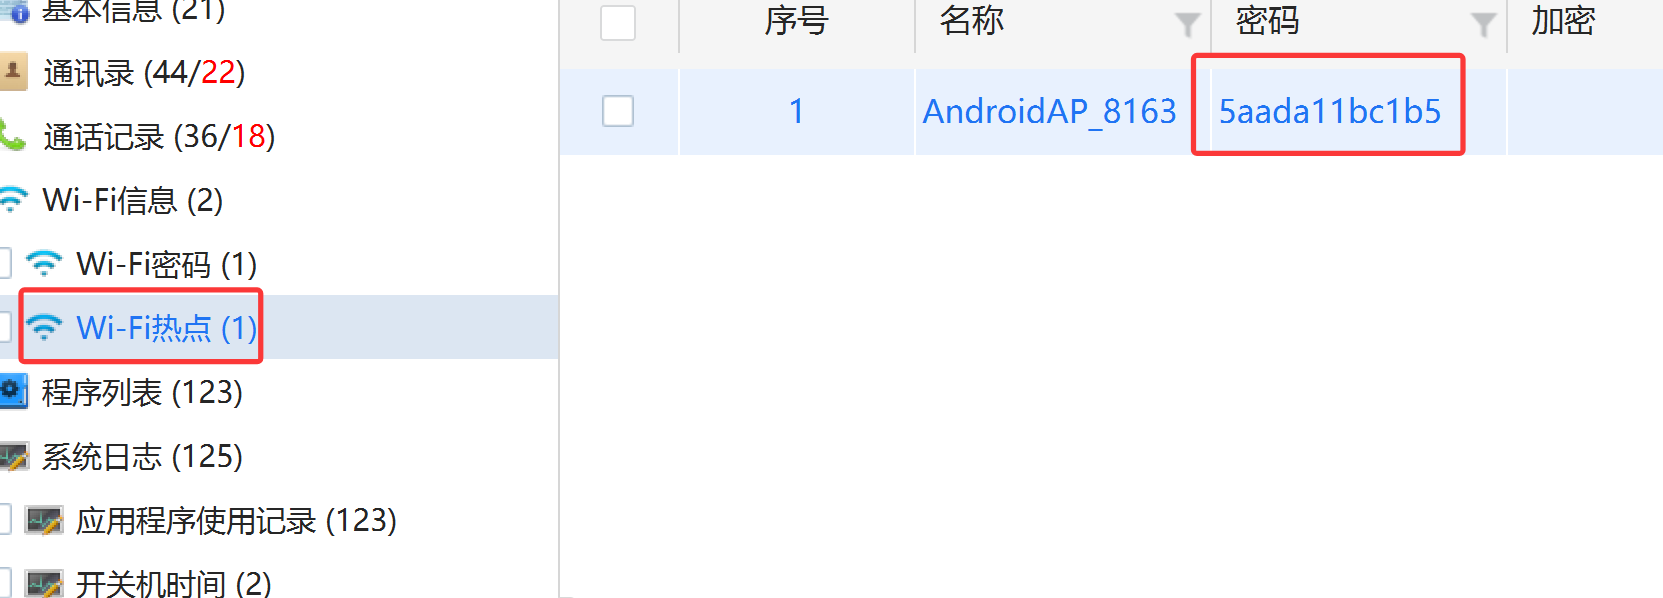 基本信息 (21)
通讯录 (44/22)
通话记录 (36/18)
Wi-Fi信息 (2)
Wi-Fi密码 (1)
Wi-Fi热点 (1)
程序列表 (123)
系统日志 (125)
应用程序使用记录 (123)
开关机时间 (2)
序号 名称 密码 加密
1 AndroidAP_8163 5aada11bc1b5